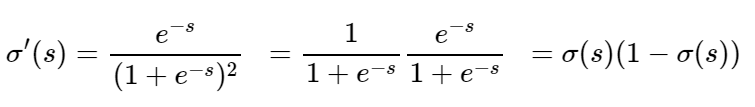 σ′(s) = e^{−s} / (1 + e^{−s})² = 1 / (1 + e^{−s}) e^{−s} / (1 + e^{−s}) = σ(s)(1 − σ(s))